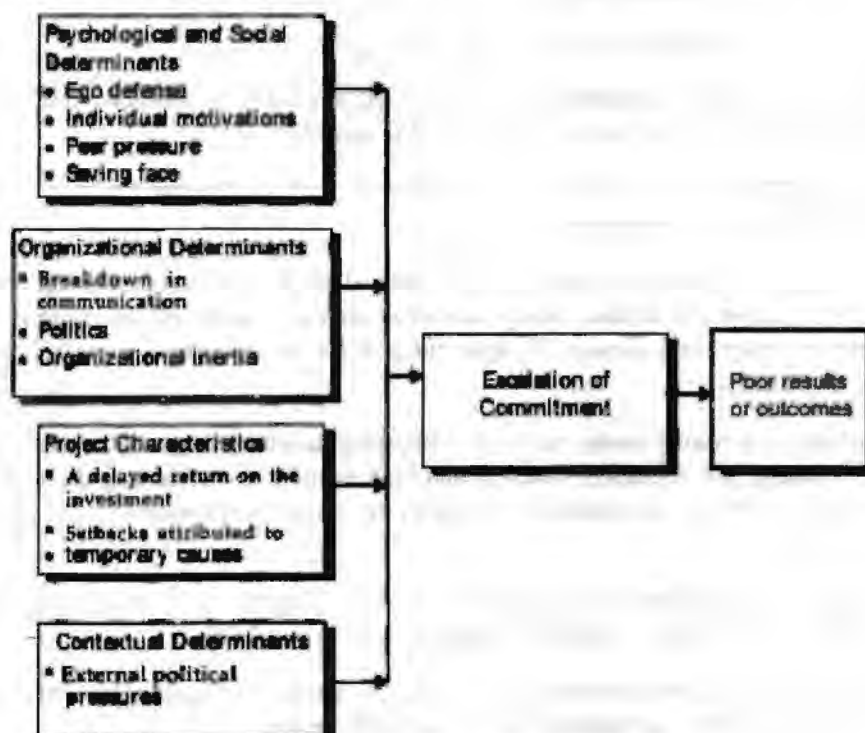 Psychological and Social
Determinants
• Ego defense
• Individual motivations
• Peer pressure
• Saving face
Organizational Determinants
• Breakdown in
communication
• Politics
• Organizational inertia
Project Characteristics
• A delayed return on the
investment
• Setbacks attributed to
• temporary causes
Contextual Determinants
• External political
pressures
Escalation of
Commitment
Poor results
or outcomes